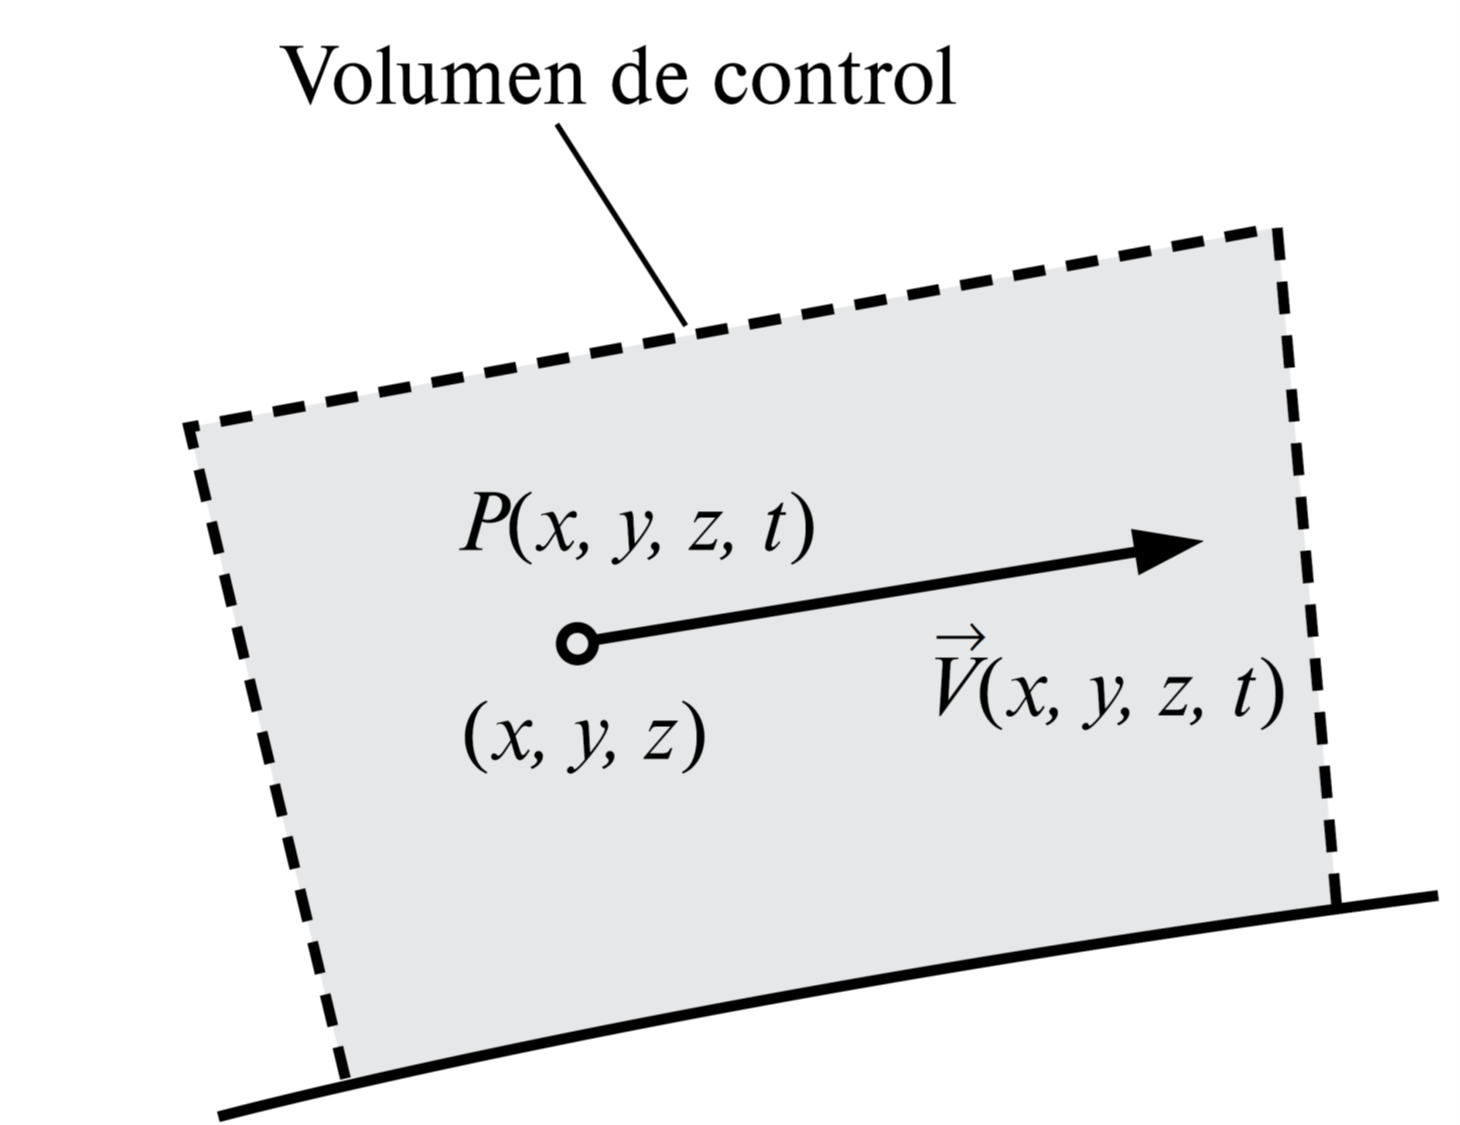 Volumen de control
P(x, y, z, t)
V⃗(x, y, z, t)
(x, y, z)